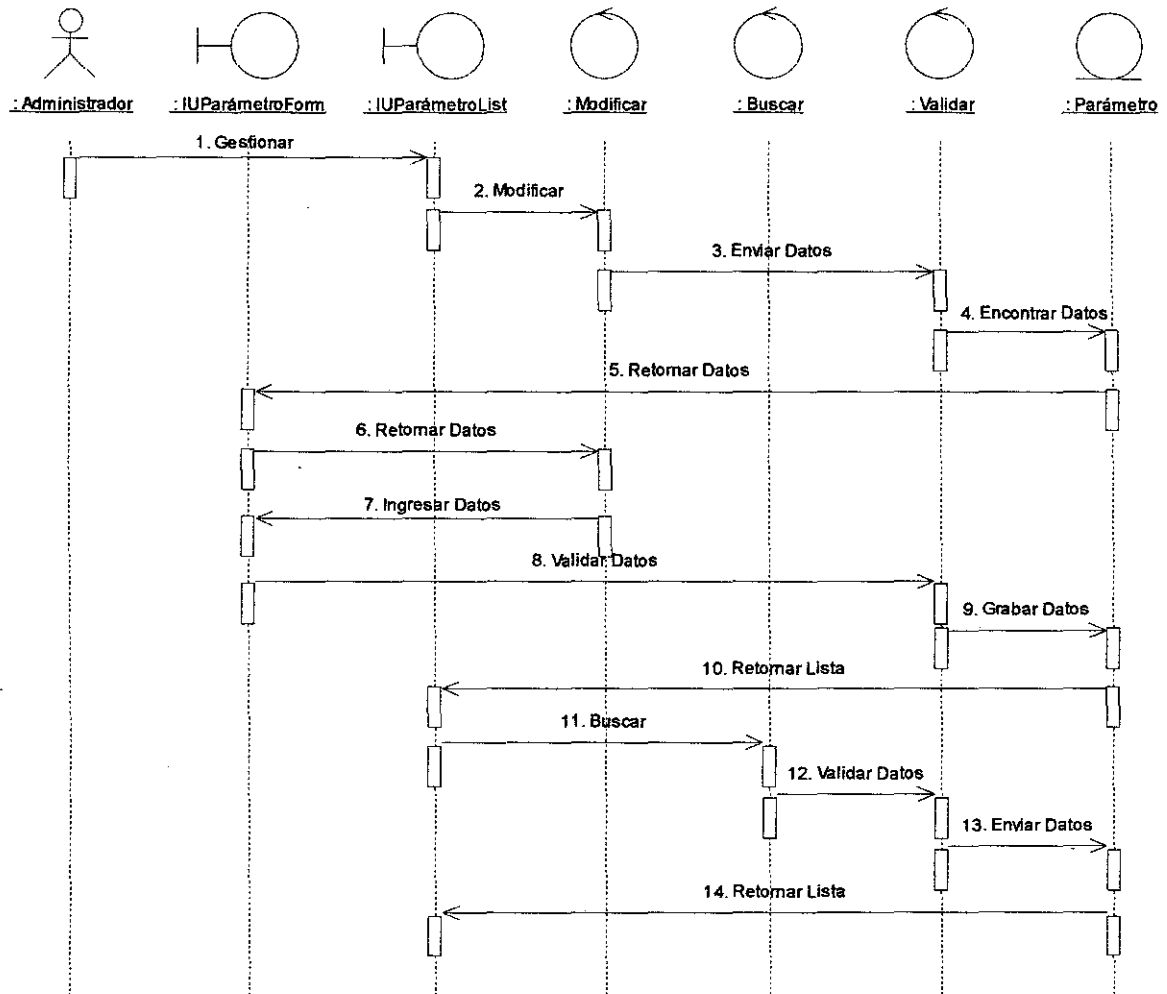 : Administrador
: IUParámetroForm
: IUParámetroList
: Modificar
: Buscar
: Validar
: Parámetro
1. Gestionar
2. Modificar
3. Enviar Datos
4. Encontrar Datos
5. Retornar Datos
6. Retornar Datos
7. Ingresar Datos
8. Validar Datos
9. Grabar Datos
10. Retornar Lista
11. Buscar
12. Validar Datos
13. Enviar Datos
14. Retornar Lista